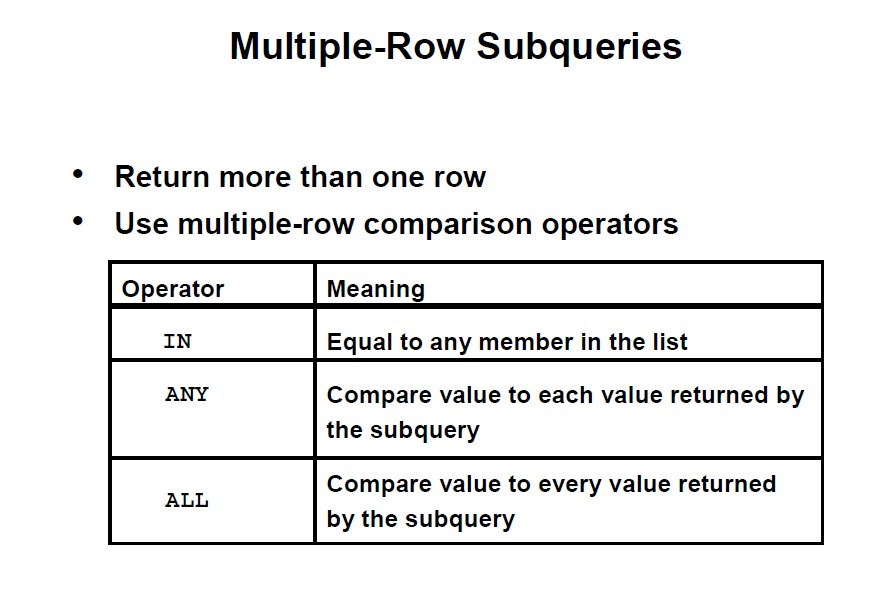 Multiple-Row Subqueries
• Return more than one row
• Use multiple-row comparison operators
Operator Meaning
IN Equal to any member in the list
ANY Compare value to each value returned by
the subquery
ALL Compare value to every value returned
by the subquery